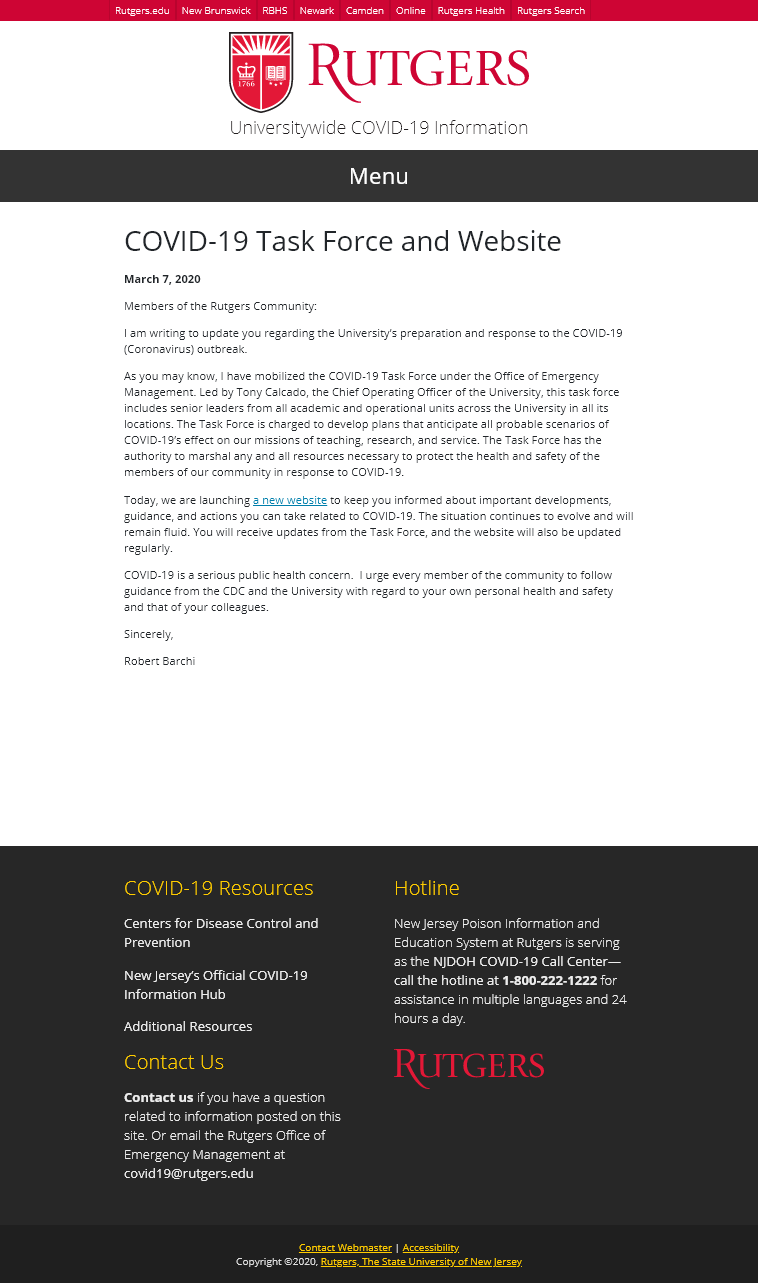 Rutgers.edu New Brunswick RBHS Newark Camden Online Rutgers Health Rutgers Search
1766
RUTGERS
Universitywide COVID-19 Information
Menu
COVID-19 Task Force and Website
March 7, 2020
Members of the Rutgers Community:
I am writing to update you regarding the University's preparation and response to the COVID-19
(Coronavirus) outbreak.
As you may know, I have mobilized the COVID-19 Task Force under the Office of Emergency
Management. Led by Tony Calcado, the Chief Operating Officer of the University, this task force
includes senior leaders from all academic and operational units across the University in all its
locations. The Task Force is charged to develop plans that anticipate all probable scenarios of
COVID-19's effect on our missions of teaching, research, and service. The Task Force has the
authority to marshal any and all resources necessary to protect the health and safety of the
members of our community in response to COVID-19.
Today, we are launching a new website to keep you informed about important developments,
guidance, and actions you can take related to COVID-19. The situation continues to evolve and will
remain fluid. You will receive updates from the Task Force, and the website will also be updated
regularly.
COVID-19 is a serious public health concern.  I urge every member of the community to follow
guidance from the CDC and the University with regard to your own personal health and safety
and that of your colleagues.
Sincerely,
Robert Barchi
COVID-19 Resources
Centers for Disease Control and
Prevention
New Jersey's Official COVID-19
Information Hub
Additional Resources
Contact Us
Contact us if you have a question
related to information posted on this
site. Or email the Rutgers Office of
Emergency Management at
covid19@rutgers.edu
Hotline
New Jersey Poison Information and
Education System at Rutgers is serving
as the NJDOH COVID-19 Call Center—
call the hotline at 1-800-222-1222 for
assistance in multiple languages and 24
hours a day.
RUTGERS
Contact Webmaster | Accessibility
Copyright ©2020, Rutgers, The State University of New Jersey